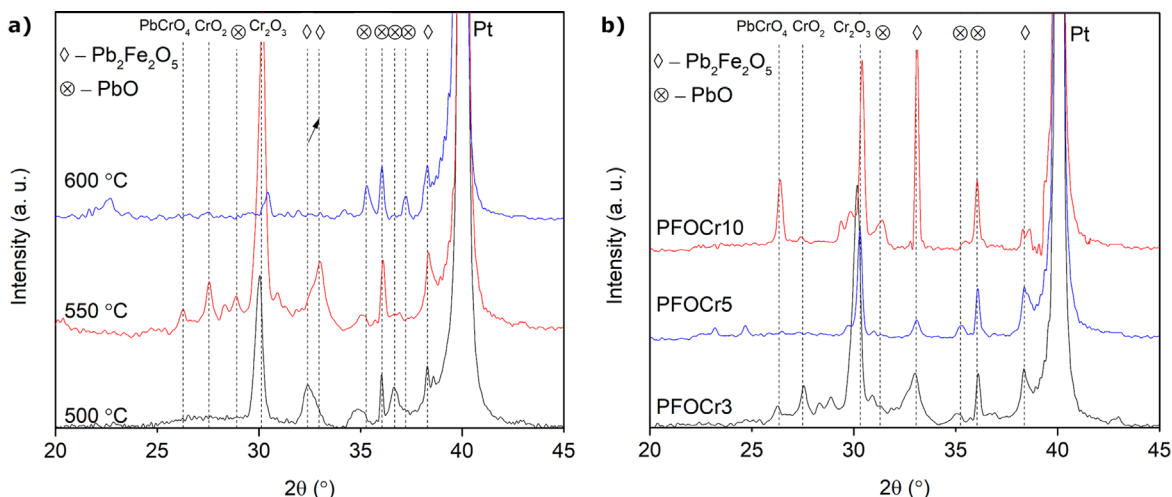 a)
PbCrO₄ CrO₂ ⊗ Cr₂O₃ ◊ ◊ ⊗ ⊗ ⊗ ⊗ ◊ Pt
◊ – Pb₂Fe₂O₅
⊗ – PbO
600 °C
550 °C
500 °C
Intensity (a. u.)
20 25 30 35 40 45
2θ (°)
b)
PbCrO₄ CrO₂ Cr₂O₃ ⊗ ◊ ⊗ ⊗ ◊ Pt
◊ – Pb₂Fe₂O₅
⊗ – PbO
PFOCr10
PFOCr5
PFOCr3
Intensity (a. u.)
20 25 30 35 40 45
2θ (°)